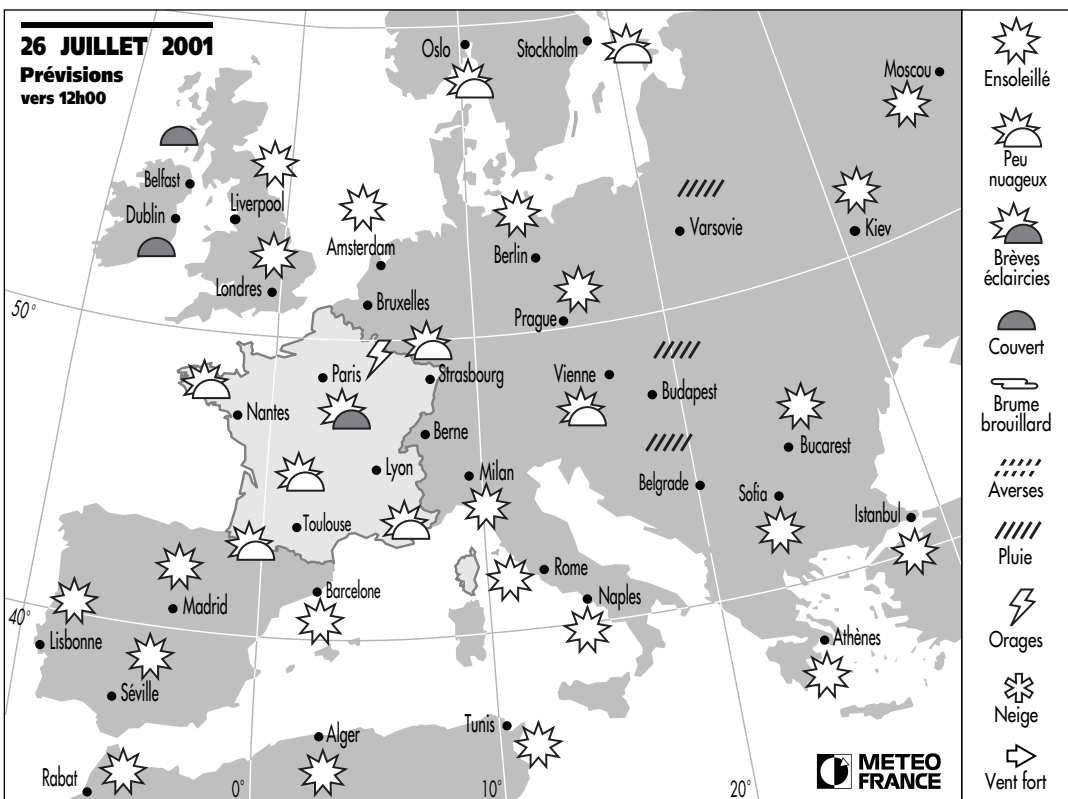 26 JUILLET 2001
Prévisions
vers 12h00
Oslo
Stockholm
Moscou
Belfast
Dublin
Liverpool
Amsterdam
Berlin
Varsovie
Kiev
Londres
Bruxelles
Prague
50°
Paris
Strasbourg
Vienne
Budapest
Nantes
Berne
Bucarest
Lyon
Milan
Belgrade
Sofia
Istanbul
Toulouse
Rome
Barcelone
Naples
Madrid
40°
Lisbonne
Athènes
Séville
Tunis
Alger
Rabat
0°
10°
20°
METEO
FRANCE
Ensoleillé
Peu
nuageux
Brèves
éclaircies
Couvert
Brume
brouillard
Averses
Pluie
Orages
Neige
Vent fort